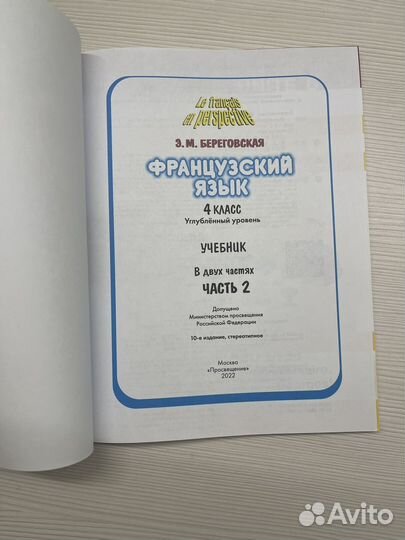 Le français
en perspective
Э. М. БЕРЕГОВСКАЯ
ФРАНЦУЗСКИЙ
ЯЗЫК
4 КЛАСС
Углублённый уровень
УЧЕБНИК
В двух частях
ЧАСТЬ 2
Допущено
Министерством просвещения
Российской Федерации
10-е издание, стереотипное
Москва
«Просвещение»
2022
Avito